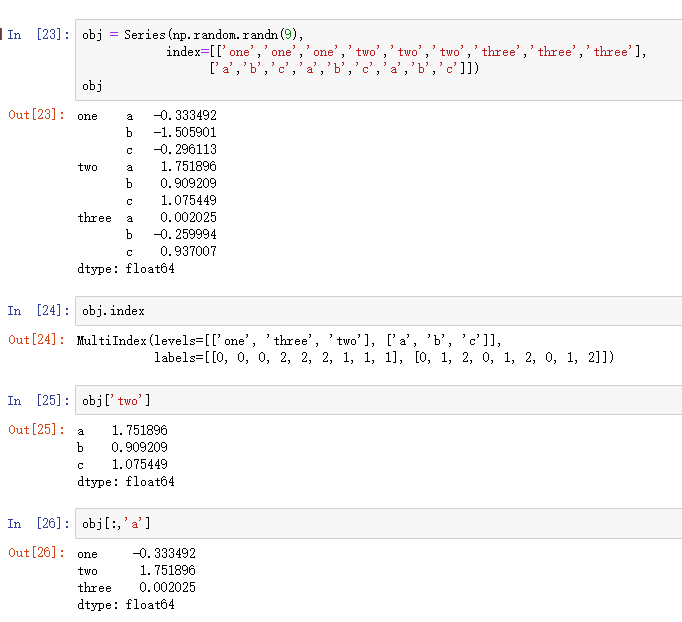 In [23]: obj = Series(np.random.randn(9),
index=[['one','one','one','two','two','two','three','three','three'],
['a','b','c','a','b','c','a','b','c']])
obj
Out[23]: one a -0.333492
b -1.505901
c -0.296113
two a 1.751896
b 0.909209
c 1.075449
three a 0.002025
b -0.259994
c 0.937007
dtype: float64
In [24]: obj.index
Out[24]: MultiIndex(levels=[['one', 'three', 'two'], ['a', 'b', 'c']],
labels=[[0, 0, 0, 2, 2, 2, 1, 1, 1], [0, 1, 2, 0, 1, 2, 0, 1, 2]])
In [25]: obj['two']
Out[25]: a 1.751896
b 0.909209
c 1.075449
dtype: float64
In [26]: obj[:,'a']
Out[26]: one -0.333492
two 1.751896
three 0.002025
dtype: float64